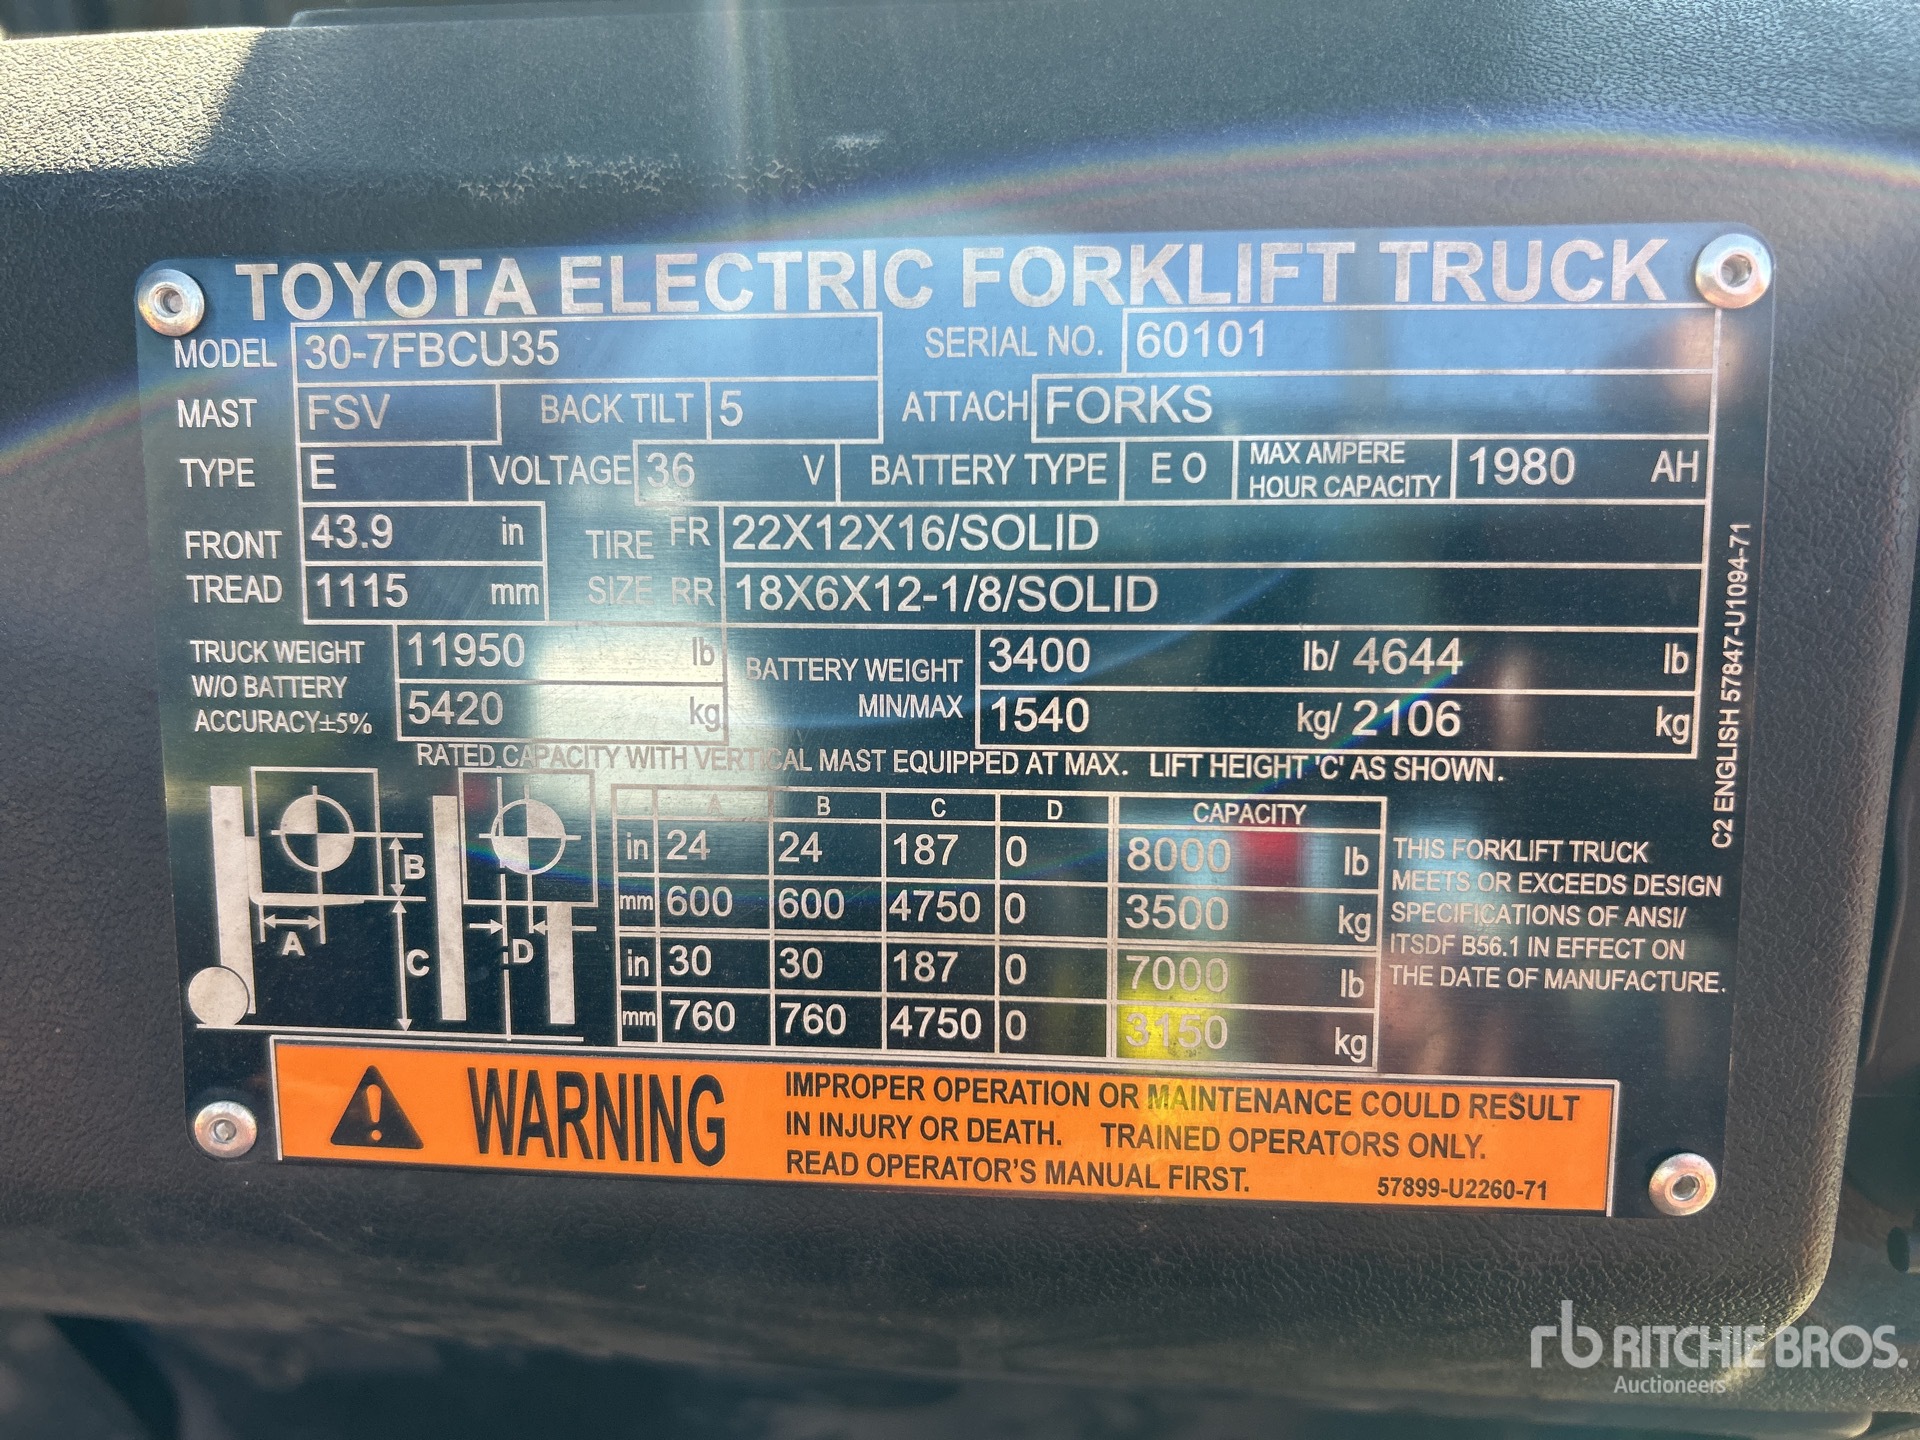 TOYOTA ELECTRIC FORKLIFT TRUCK
MODEL 30-7FBCU35 SERIAL NO. 60101
MAST FSV BACK TILT 5 ATTACH FORKS
TYPE E VOLTAGE 36 V BATTERY TYPE E O MAX AMPERE HOUR CAPACITY 1980 AH
FRONT TREAD 43.9 in 1115 mm
TIRE SIZE FR 22X12X16/SOLID
RR 18X6X12-1/8/SOLID
TRUCK WEIGHT W/O BATTERY ACCURACY±5% 11950 lb 5420 kg
BATTERY WEIGHT MIN/MAX 3400 lb/ 4644 lb
1540 kg/ 2106 kg
RATED CAPACITY WITH VERTICAL MAST EQUIPPED AT MAX. LIFT HEIGHT 'C' AS SHOWN.
A B C D
A B C D CAPACITY
in 24 24 187 0 8000 lb
mm 600 600 4750 0 3500 kg
in 30 30 187 0 7000 lb
mm 760 760 4750 0 3150 kg
THIS FORKLIFT TRUCK
MEETS OR EXCEEDS DESIGN
SPECIFICATIONS OF ANSI/
ITSDF B56.1 IN EFFECT ON
THE DATE OF MANUFACTURE.
C2 ENGLISH 57847-U1094-71
WARNING
IMPROPER OPERATION OR MAINTENANCE COULD RESULT
IN INJURY OR DEATH. TRAINED OPERATORS ONLY.
READ OPERATOR'S MANUAL FIRST. 57899-U2260-71
rb RITCHIE BROS.
Auctioneers